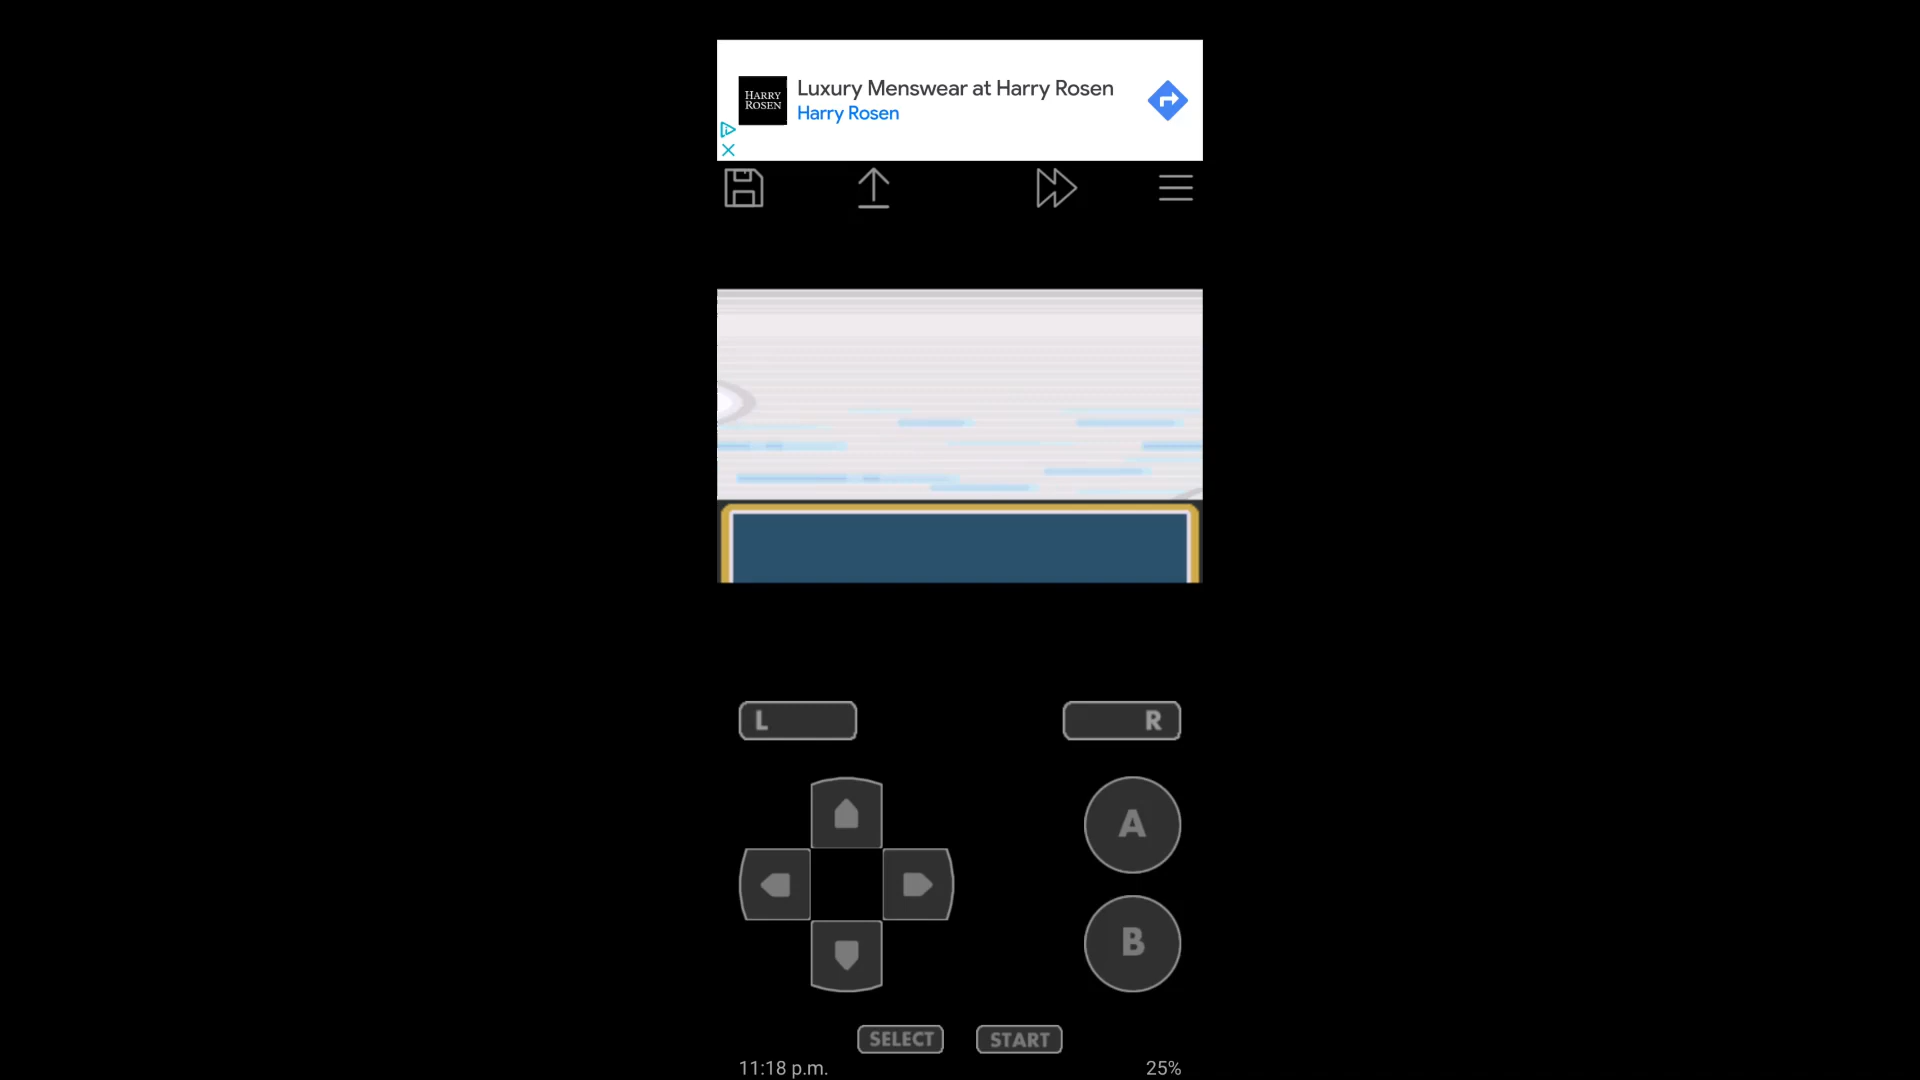 HARRY
ROSEN
Luxury Menswear at Harry Rosen
Harry Rosen
L
R
A
B
SELECT
START
11:18 p.m.
25%